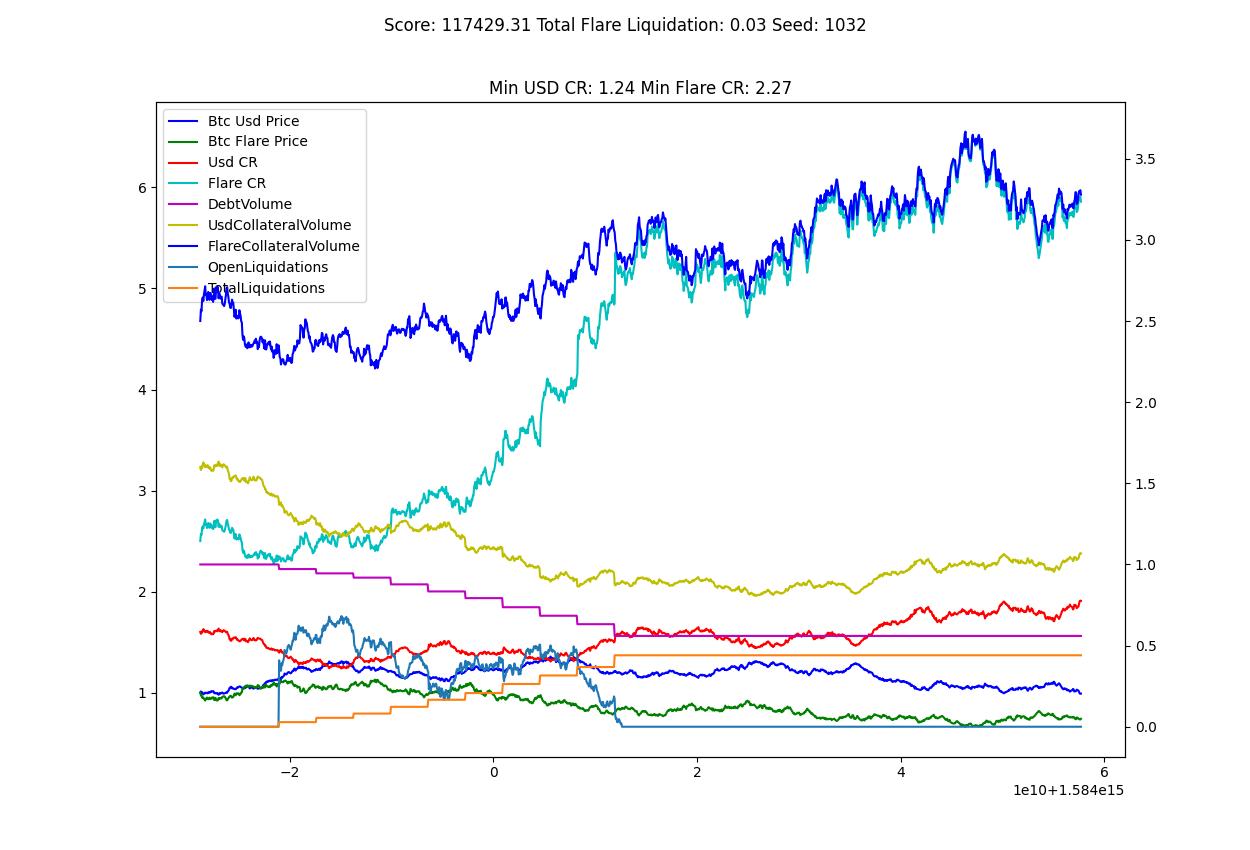 Score: 117429.31 Total Flare Liquidation: 0.03 Seed: 1032
Min USD CR: 1.24 Min Flare CR: 2.27
Btc Usd Price
Btc Flare Price
Usd CR
Flare CR
DebtVolume
UsdCollateralVolume
FlareCollateralVolume
OpenLiquidations
TotalLiquidations
6
5
4
3
2
1
3.5
3.0
2.5
2.0
1.5
1.0
0.5
0.0
−2
0
2
4
6
1e10+1.584e15